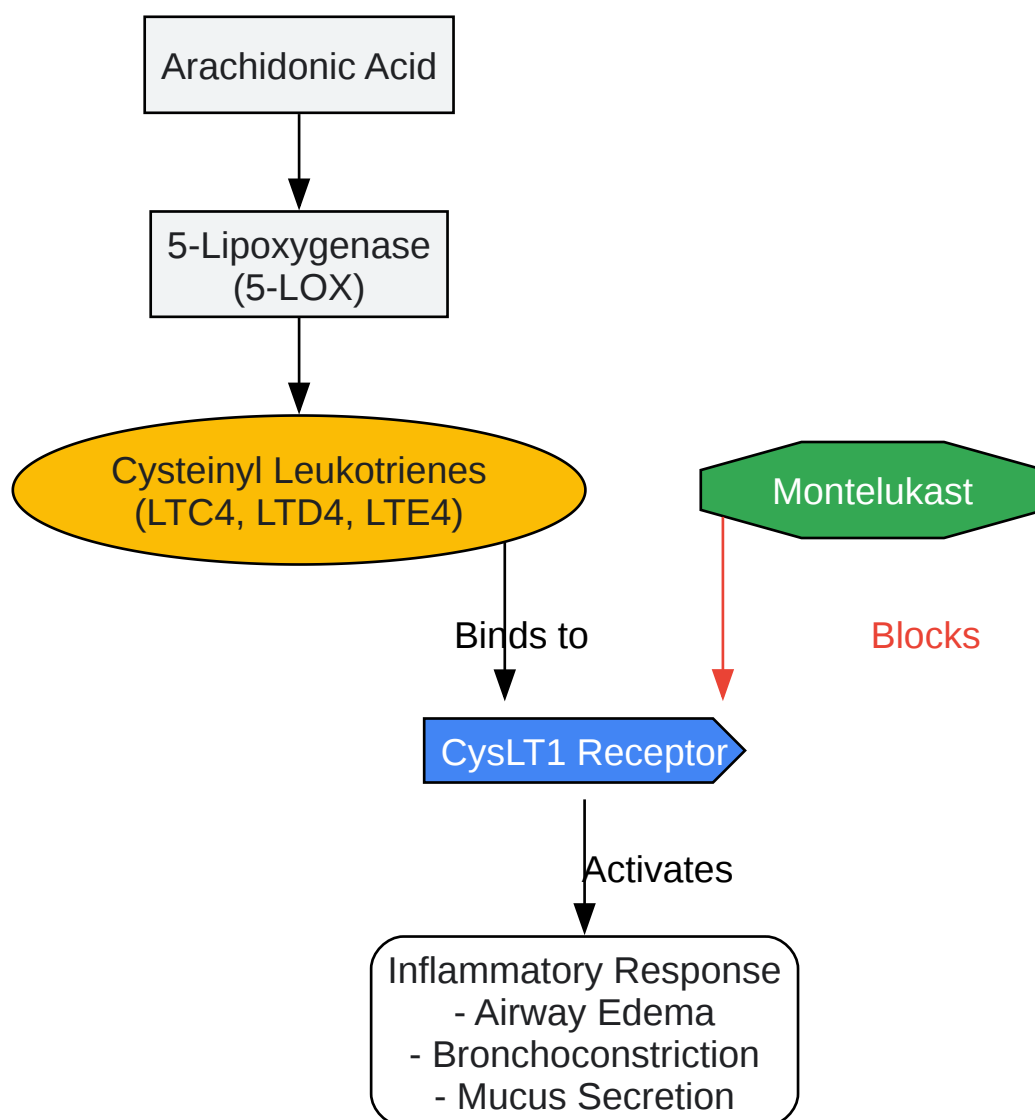 Arachidonic Acid
5-Lipoxygenase
(5-LOX)
Cysteinyl Leukotrienes
(LTC4, LTD4, LTE4)
Montelukast
Binds to
Blocks
CysLT1 Receptor
Activates
Inflammatory Response
- Airway Edema
- Bronchoconstriction
- Mucus Secretion